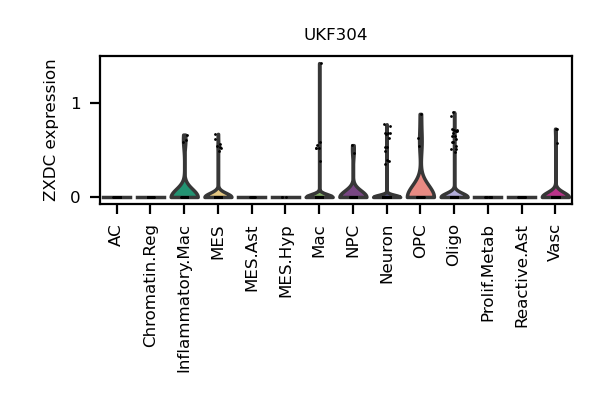 UKF304
ZXDC expression
1
0
AC
Chromatin.Reg
Inflammatory.Mac
MES
MES.Ast
MES.Hyp
Mac
NPC
Neuron
OPC
Oligo
Prolif.Metab
Reactive.Ast
Vasc